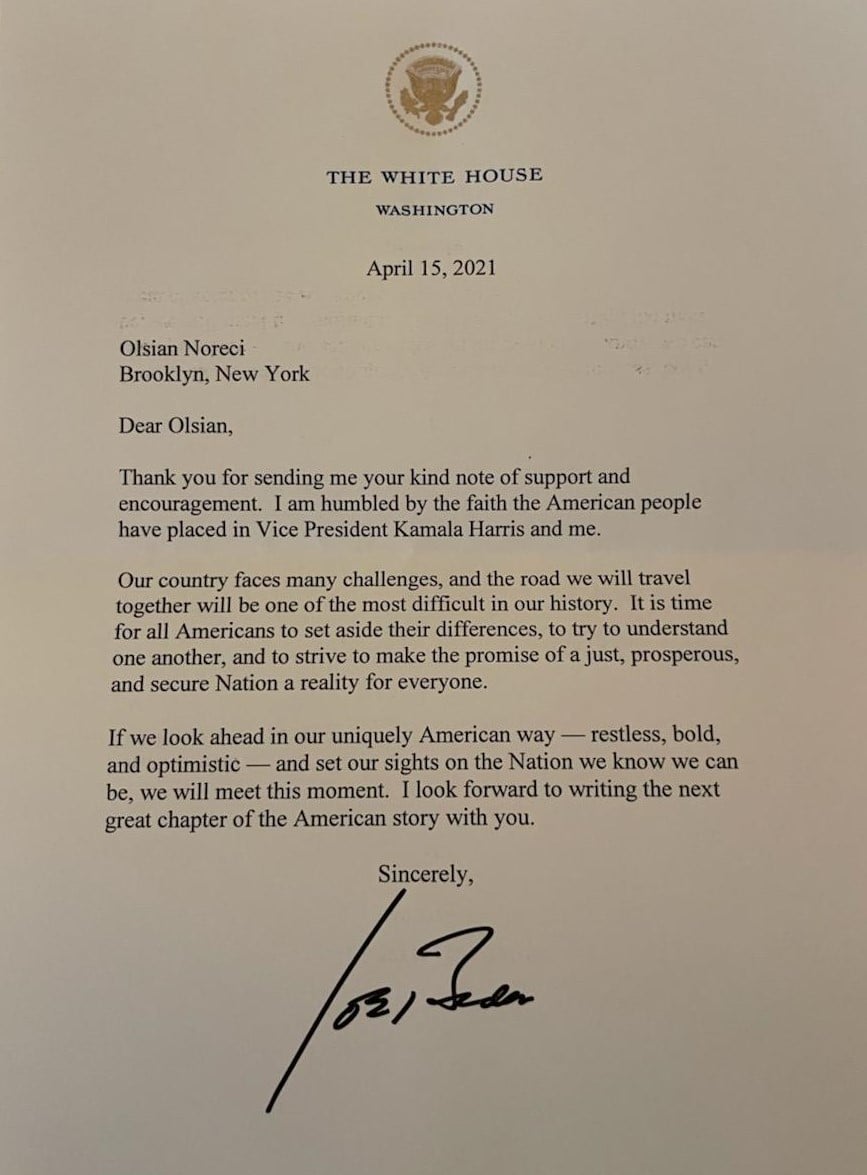 THE WHITE HOUSE
WASHINGTON
April 15, 2021
Olsian Noreci
Brooklyn, New York
Dear Olsian,
Thank you for sending me your kind note of support and
encouragement.  I am humbled by the faith the American people
have placed in Vice President Kamala Harris and me.
Our country faces many challenges, and the road we will travel
together will be one of the most difficult in our history.  It is time
for all Americans to set aside their differences, to try to understand
one another, and to strive to make the promise of a just, prosperous,
and secure Nation a reality for everyone.
If we look ahead in our uniquely American way — restless, bold,
and optimistic — and set our sights on the Nation we know we can
be, we will meet this moment.  I look forward to writing the next
great chapter of the American story with you.
Sincerely,
Joe Biden